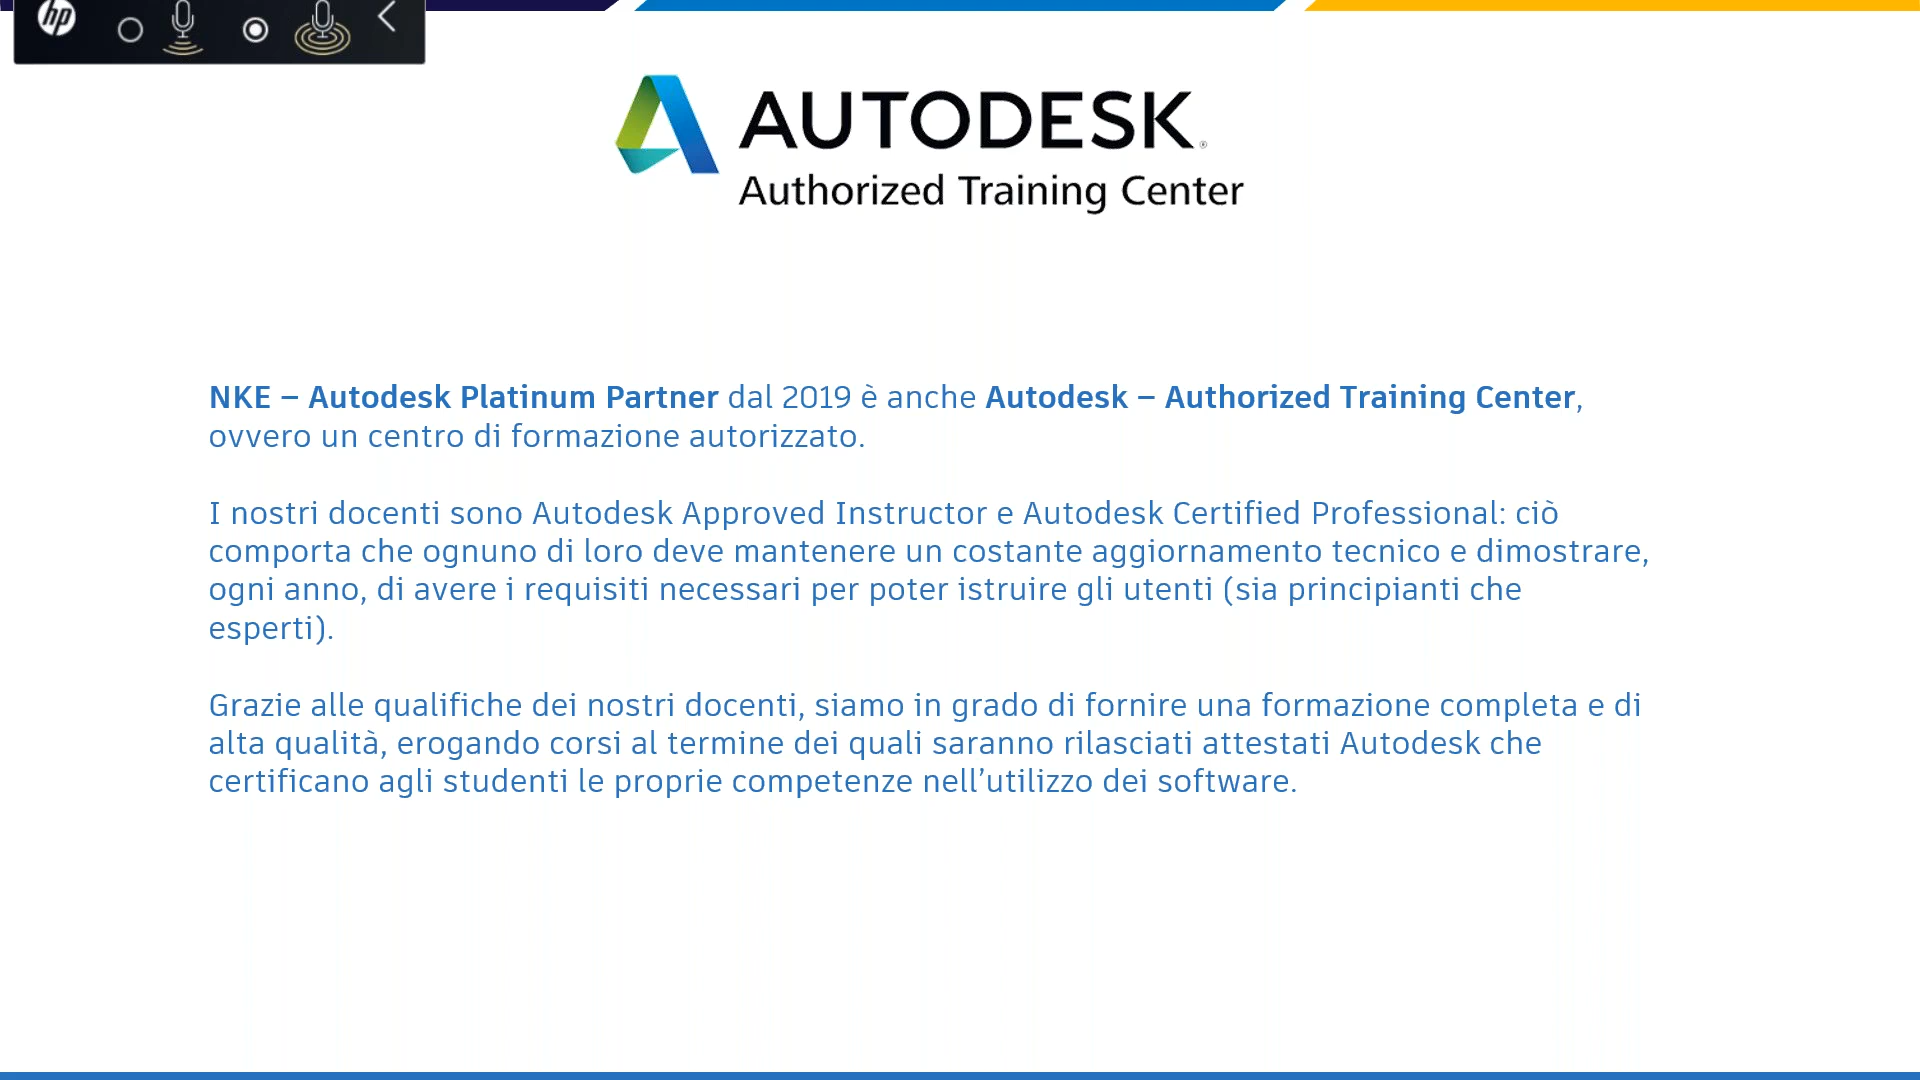 hp
AUTODESK®
Authorized Training Center
NKE – Autodesk Platinum Partner dal 2019 è anche Autodesk – Authorized Training Center,
ovvero un centro di formazione autorizzato.
I nostri docenti sono Autodesk Approved Instructor e Autodesk Certified Professional: ciò
comporta che ognuno di loro deve mantenere un costante aggiornamento tecnico e dimostrare,
ogni anno, di avere i requisiti necessari per poter istruire gli utenti (sia principianti che
esperti).
Grazie alle qualifiche dei nostri docenti, siamo in grado di fornire una formazione completa e di
alta qualità, erogando corsi al termine dei quali saranno rilasciati attestati Autodesk che
certificano agli studenti le proprie competenze nell’utilizzo dei software.